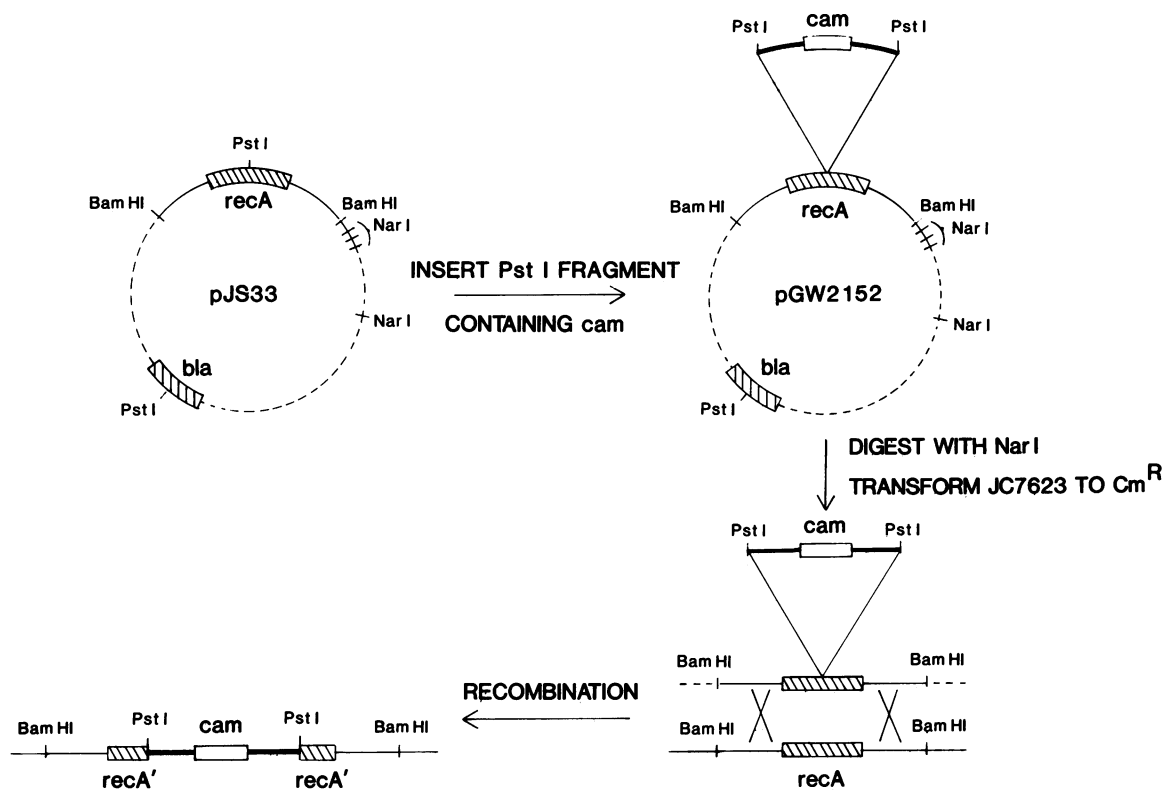 Pst I
cam
Pst I
Pst I
recA
Bam HI
Bam HI
Nar I
pJS33
Nar I
bla
Pst I
INSERT Pst I FRAGMENT
CONTAINING cam
recA
Bam HI
Bam HI
Nar I
pGW2152
Nar I
bla
Pst I
DIGEST WITH Nar I
TRANSFORM JC7623 TO Cm^R
Pst I
cam
Pst I
Bam HI
Bam HI
Bam HI
Bam HI
recA
RECOMBINATION
Bam HI
Pst I
cam
Pst I
Bam HI
recA′
recA′